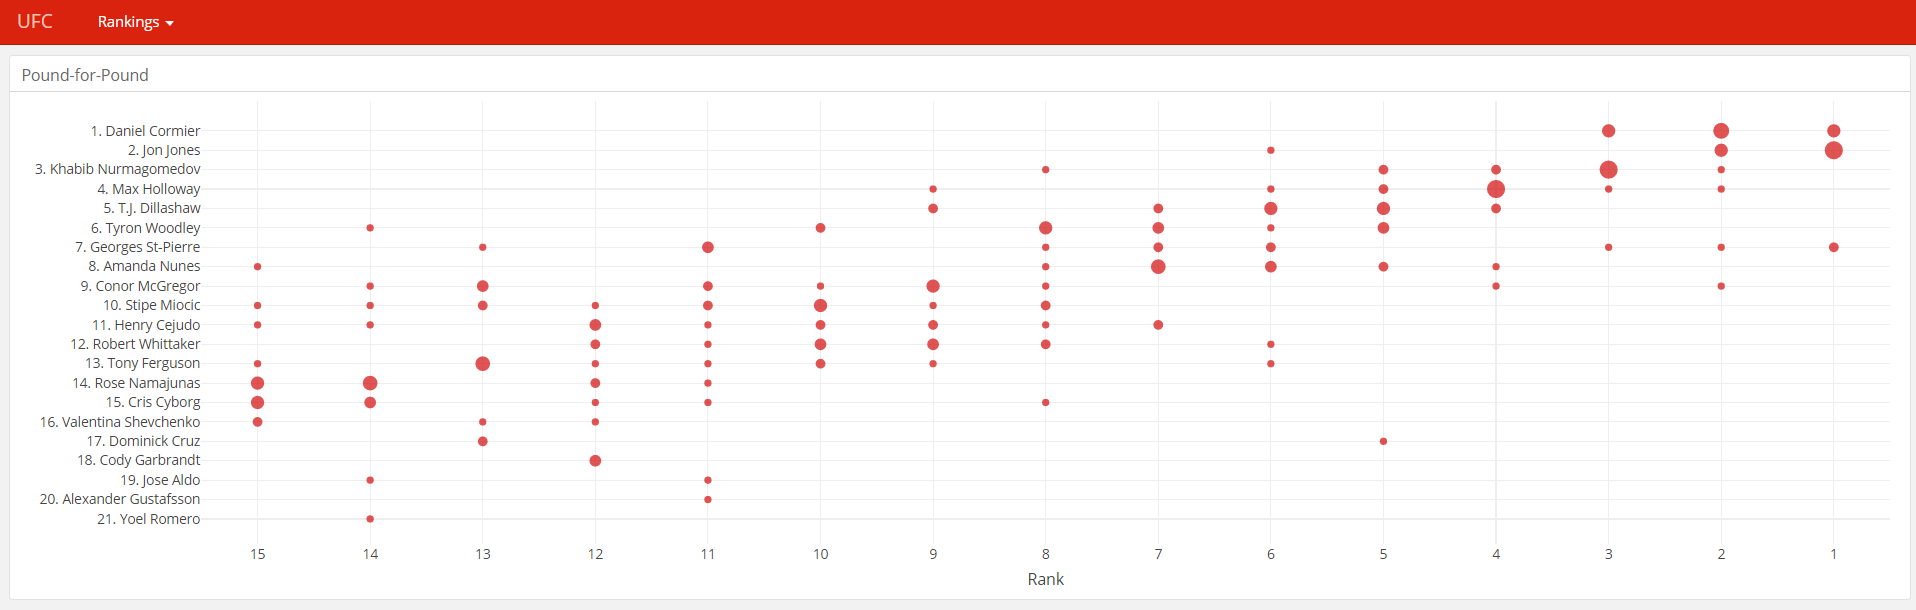 UFC Rankings
Pound-for-Pound
1. Daniel Cormier
2. Jon Jones
3. Khabib Nurmagomedov
4. Max Holloway
5. T.J. Dillashaw
6. Tyron Woodley
7. Georges St-Pierre
8. Amanda Nunes
9. Conor McGregor
10. Stipe Miocic
11. Henry Cejudo
12. Robert Whittaker
13. Tony Ferguson
14. Rose Namajunas
15. Cris Cyborg
16. Valentina Shevchenko
17. Dominick Cruz
18. Cody Garbrandt
19. Jose Aldo
20. Alexander Gustafsson
21. Yoel Romero
15 14 13 12 11 10 9 8 7 6 5 4 3 2 1
Rank